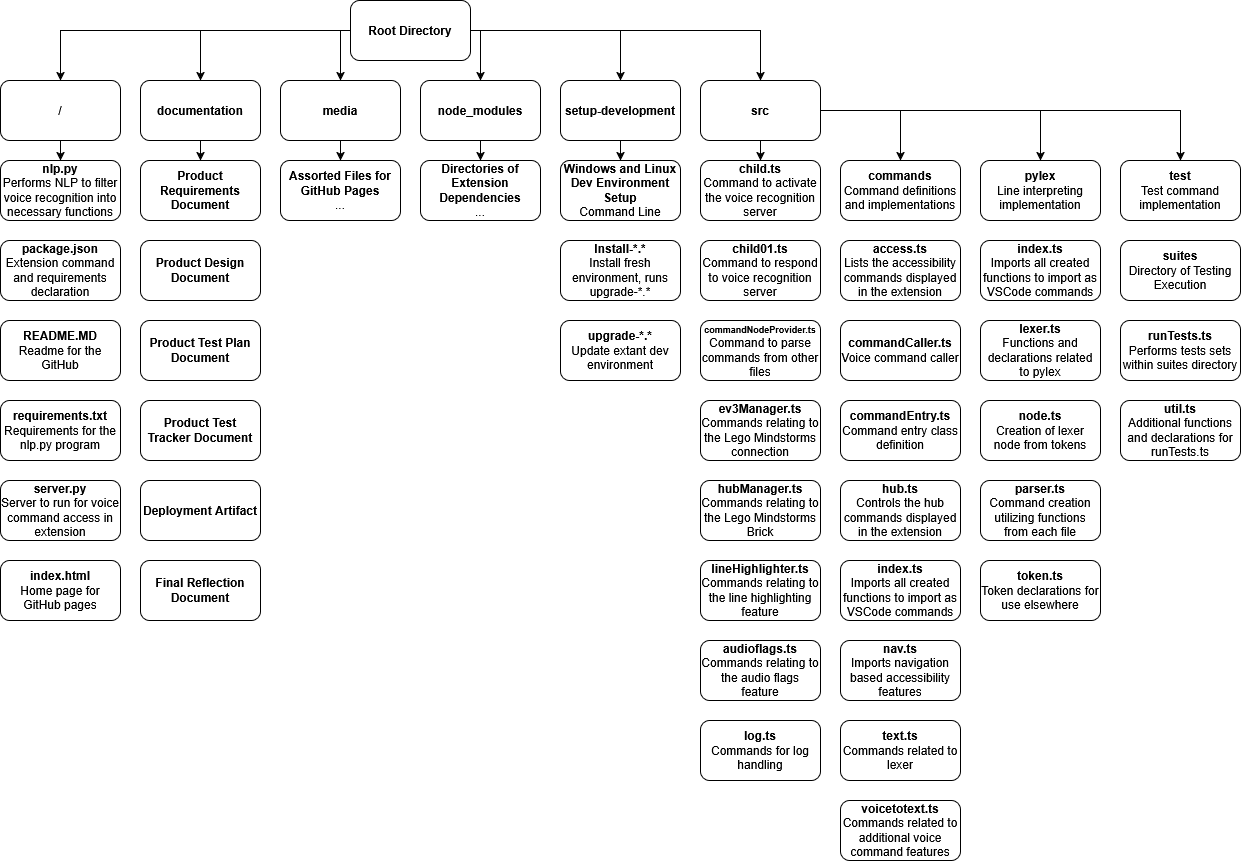 Root Directory
/
documentation
media
node_modules
setup-development
src
nlp.py
Performs NLP to filter
voice recognition into
necessary functions
package.json
Extension command
and requirements
declaration
README.MD
Readme for the
GitHub
requirements.txt
Requirements for the
nlp.py program
server.py
Server to run for voice
command access in
extension
index.html
Home page for
GitHub pages
Product
Requirements
Document
Product Design
Document
Product Test Plan
Document
Product Test
Tracker Document
Deployment Artifact
Final Reflection
Document
Assorted Files for
GitHub Pages
...
Directories of
Extension
Dependencies
...
Windows and Linux
Dev Environment
Setup
Command Line
Install-*.*
Install fresh
environment, runs
upgrade-*.*
upgrade-*.*
Update extant dev
environment
child.ts
Command to activate
the voice recognition
server
child01.ts
Command to respond
to voice recognition
server
commandNodeProvider.ts
Command to parse
commands from other
files
ev3Manager.ts
Commands relating to
the Lego Mindstorms
connection
hubManager.ts
Commands relating to
the Lego Mindstorms
Brick
lineHighlighter.ts
Commands relating to
the line highlighting
feature
audioflags.ts
Commands relating to
the audio flags
feature
log.ts
Commands for log
handling
commands
Command definitions
and implementations
access.ts
Lists the accessibility
commands displayed
in the extension
commandCaller.ts
Voice command caller
commandEntry.ts
Command entry class
definition
hub.ts
Controls the hub
commands displayed
in the extension
index.ts
Imports all created
functions to import as
VSCode commands
nav.ts
Imports navigation
based accessibility
features
text.ts
Commands related to
lexer
voicetotext.ts
Commands related to
additional voice
command features
pylex
Line interpreting
implementation
index.ts
Imports all created
functions to import as
VSCode commands
lexer.ts
Functions and
declarations related
to pylex
node.ts
Creation of lexer
node from tokens
parser.ts
Command creation
utilizing functions
from each file
token.ts
Token declarations for
use elsewhere
test
Test command
implementation
suites
Directory of Testing
Execution
runTests.ts
Performs tests sets
within suites directory
util.ts
Additional functions
and declarations for
runTests.ts